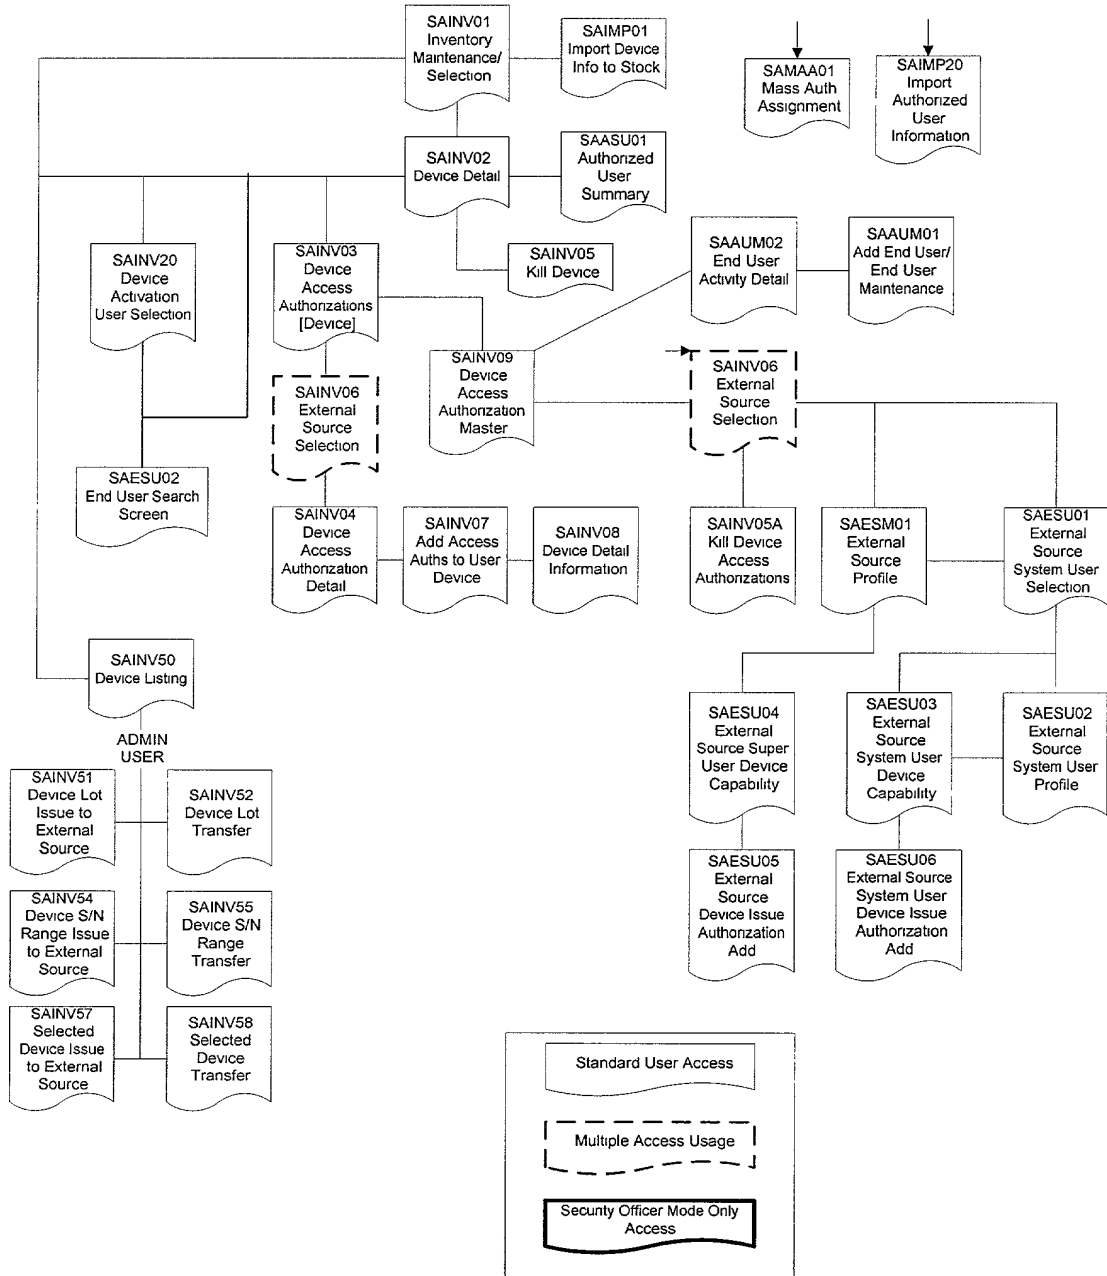 SAINV01
Inventory
Maintenance/
Selection
SAIMP01
Import Device
Info to Stock
SAMAA01
Mass Auth
Assignment
SAIMP20
Import
Authorized
User
Information
SAINV02
Device Detail
SAASU01
Authorized
User
Summary
SAINV20
Device
Activation
User Selection
SAINV03
Device
Access
Authorizations
[Device]
SAINV05
Kill Device
SAAUM02
End User
Activity Detail
SAAUM01
Add End User/
End User
Maintenance
SAINV06
External
Source
Selection
SAINV09
Device
Access
Authorization
Master
SAINV06
External
Source
Selection
SAESU02
End User Search
Screen
SAINV04
Device
Access
Authorization
Detail
SAINV07
Add Access
Auths to User
Device
SAINV08
Device Detail
Information
SAINV05A
Kill Device
Access
Authorizations
SAESM01
External
Source
Profile
SAESU01
External
Source
System User
Selection
SAINV50
Device Listing
ADMIN
USER
SAESU04
External
Source Super
User Device
Capability
SAESU03
External
Source
System User
Device
Capability
SAESU02
External
Source
System User
Profile
SAINV51
Device Lot
Issue to
External
Source
SAINV52
Device Lot
Transfer
SAESU05
External
Source
Device Issue
Authorization
Add
SAESU06
External Source
System User
Device Issue
Authorization
Add
SAINV54
Device S/N
Range Issue
to External
Source
SAINV55
Device S/N
Range
Transfer
SAINV57
Selected
Device Issue
to External
Source
SAINV58
Selected
Device
Transfer
Standard User Access
Multiple Access Usage
Security Officer Mode Only
Access